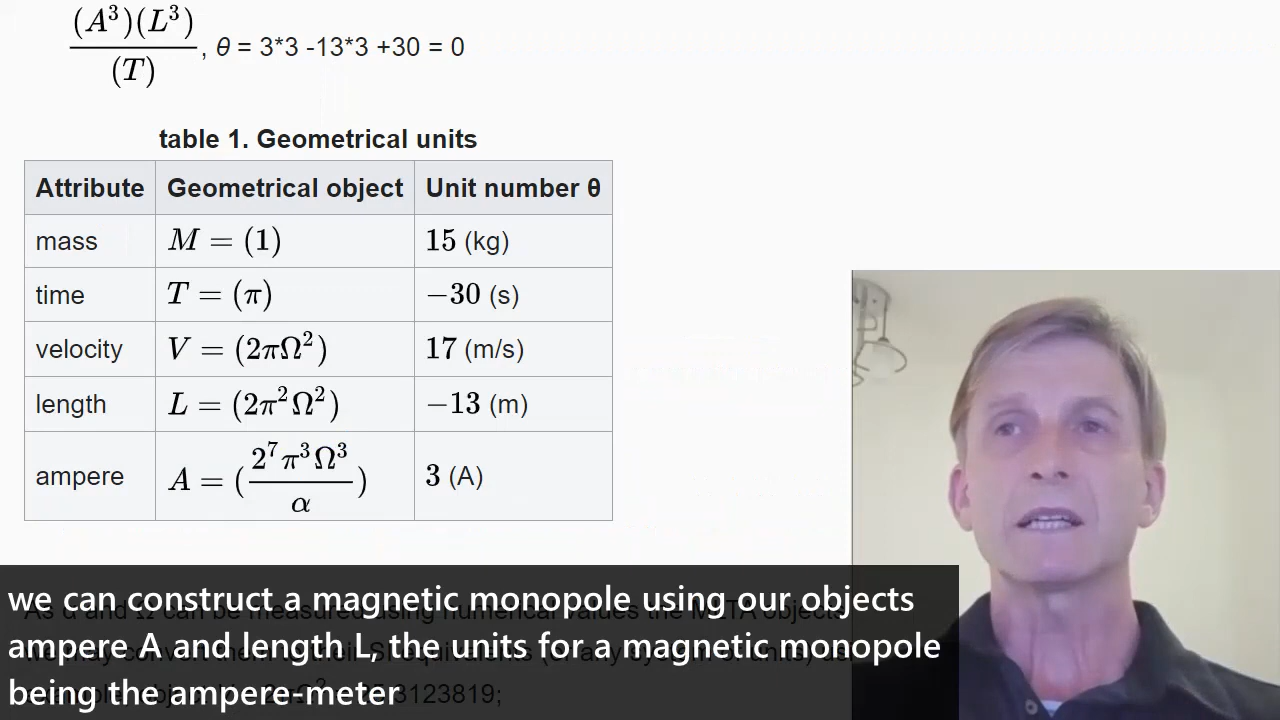 (A³)(L³)
(T)
, θ = 3*3 -13*3 +30 = 0
table 1. Geometrical units
Attribute Geometrical object Unit number θ
mass M = (1) 15 (kg)
time T = (π) −30 (s)
velocity V = (2πΩ²) 17 (m/s)
length L = (2π²Ω²) −13 (m)
ampere A = (2⁷π³Ω³/α) 3 (A)
we can construct a magnetic monopole using our objects
ampere A and length L, the units for a magnetic monopole
being the ampere-meter
3123819;